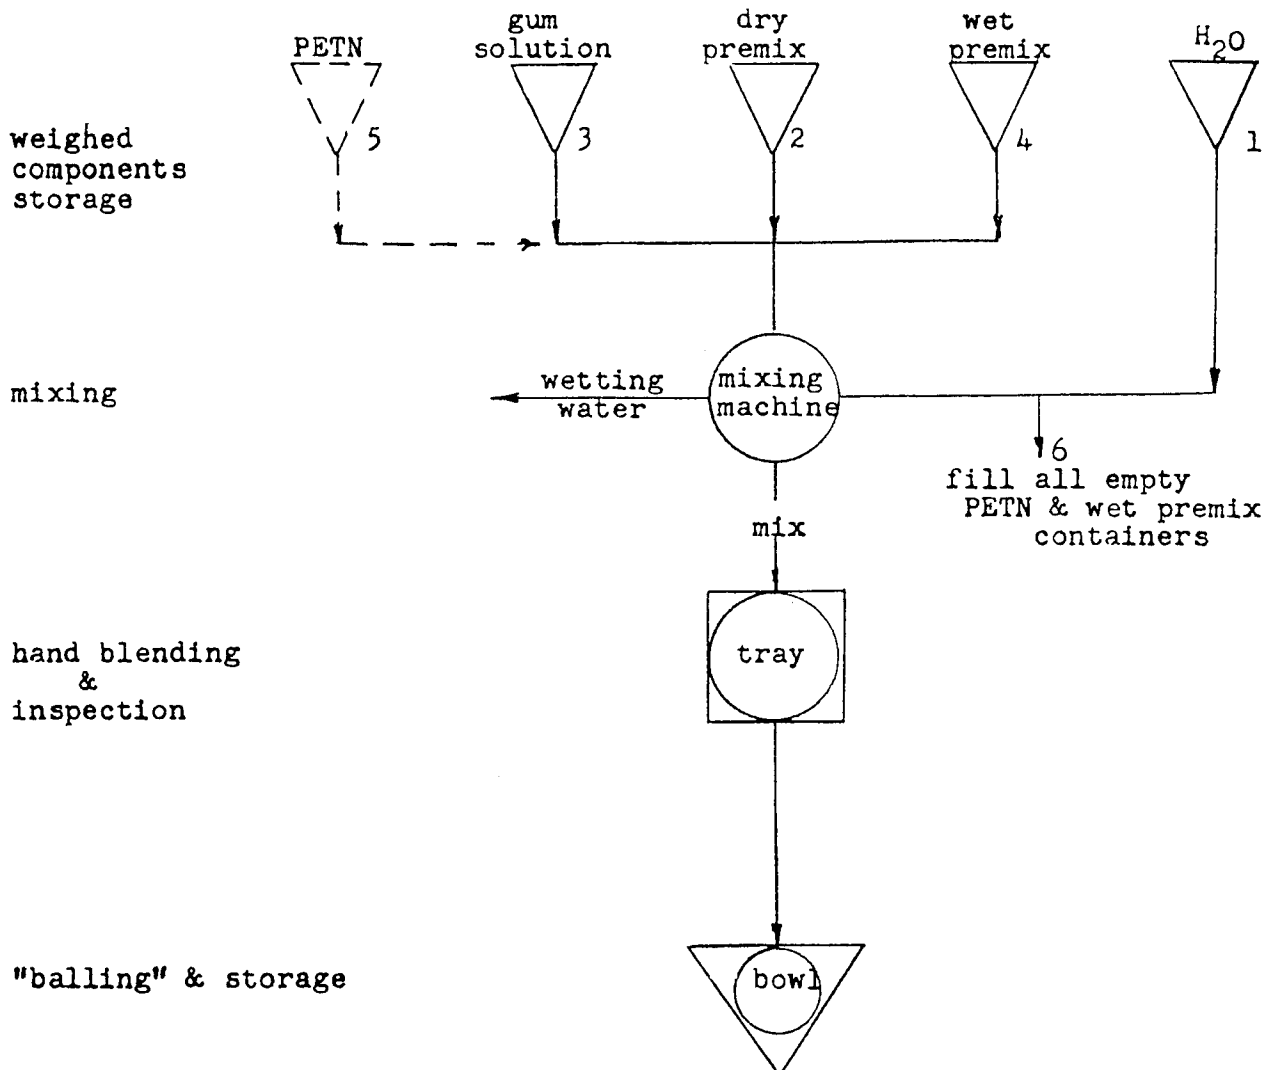 PETN
gum
solution
dry
premix
wet
premix
H2O
weighed
components
storage
5
3
2
4
1
mixing
wetting
water
mixing
machine
6
fill all empty
PETN & wet premix
containers
mix
hand blending
&
inspection
tray
"balling" & storage
bowl